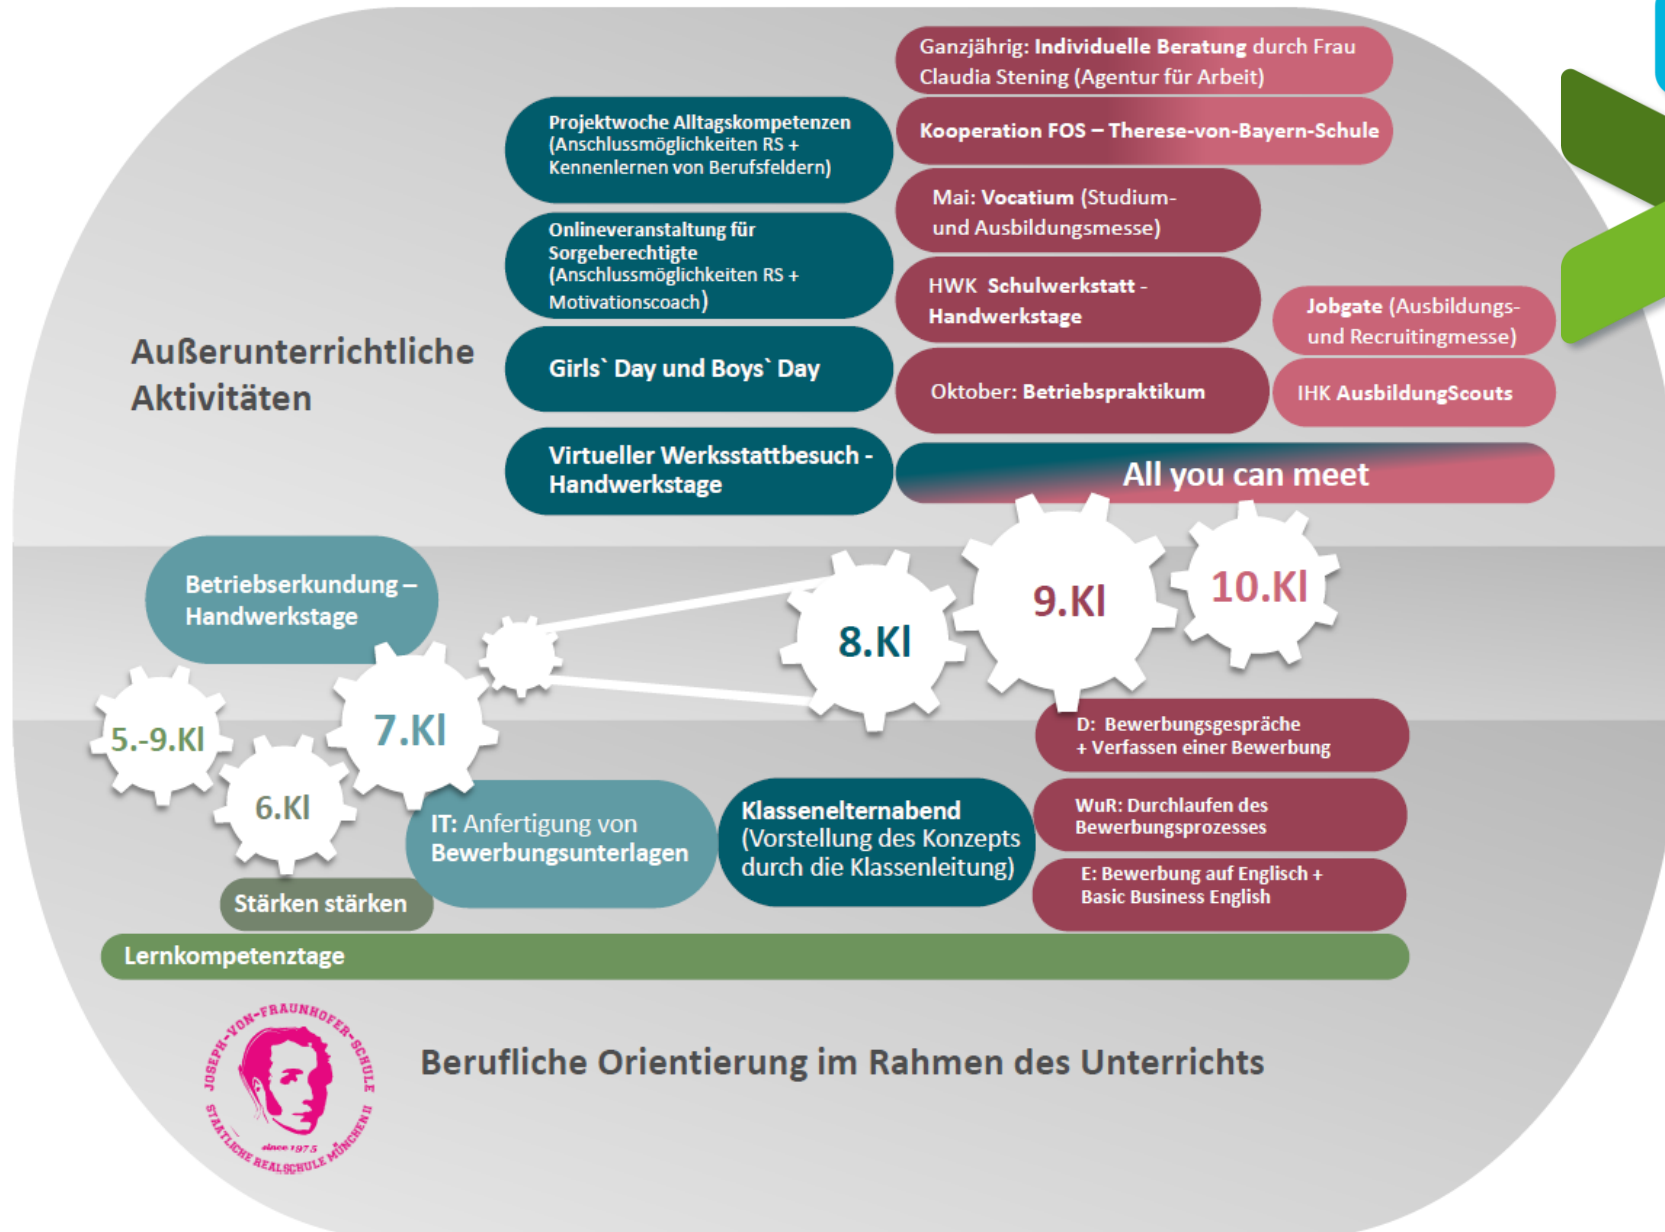 Ganzjährig: Individuelle Beratung durch Frau
Claudia Stening (Agentur für Arbeit)
Projektwoche Alltagskompetenzen
(Anschlussmöglichkeiten RS +
Kennenlernen von Berufsfeldern)
Kooperation FOS – Therese-von-Bayern-Schule
Mai: Vocatium (Studium-
und Ausbildungsmesse)
Onlineveranstaltung für
Sorgeberechtigte
(Anschlussmöglichkeiten RS +
Motivationscoach)
HWK Schulwerkstatt -
Handwerkstage
Jobgate (Ausbildungs-
und Recruitingmesse)
Außerunterrichtliche
Aktivitäten
Girls` Day und Boys` Day
Oktober: Betriebspraktikum
IHK AusbildungScouts
Virtueller Werksstattbesuch -
Handwerkstage
All you can meet
Betriebserkundung –
Handwerkstage
5.-9.Kl
6.Kl
7.Kl
8.Kl
9.Kl
10.Kl
IT: Anfertigung von
Bewerbungsunterlagen
Klassenelternabend
(Vorstellung des Konzepts
durch die Klassenleitung)
D: Bewerbungsgespräche
+ Verfassen einer Bewerbung
WuR: Durchlaufen des
Bewerbungsprozesses
E: Bewerbung auf Englisch +
Basic Business English
Stärken stärken
Lernkompetenztage
JOSEPH-VON-FRAUNHOFER-SCHULE
since 1975
STAATLICHE REALSCHULE MÜNCHEN II
Berufliche Orientierung im Rahmen des Unterrichts